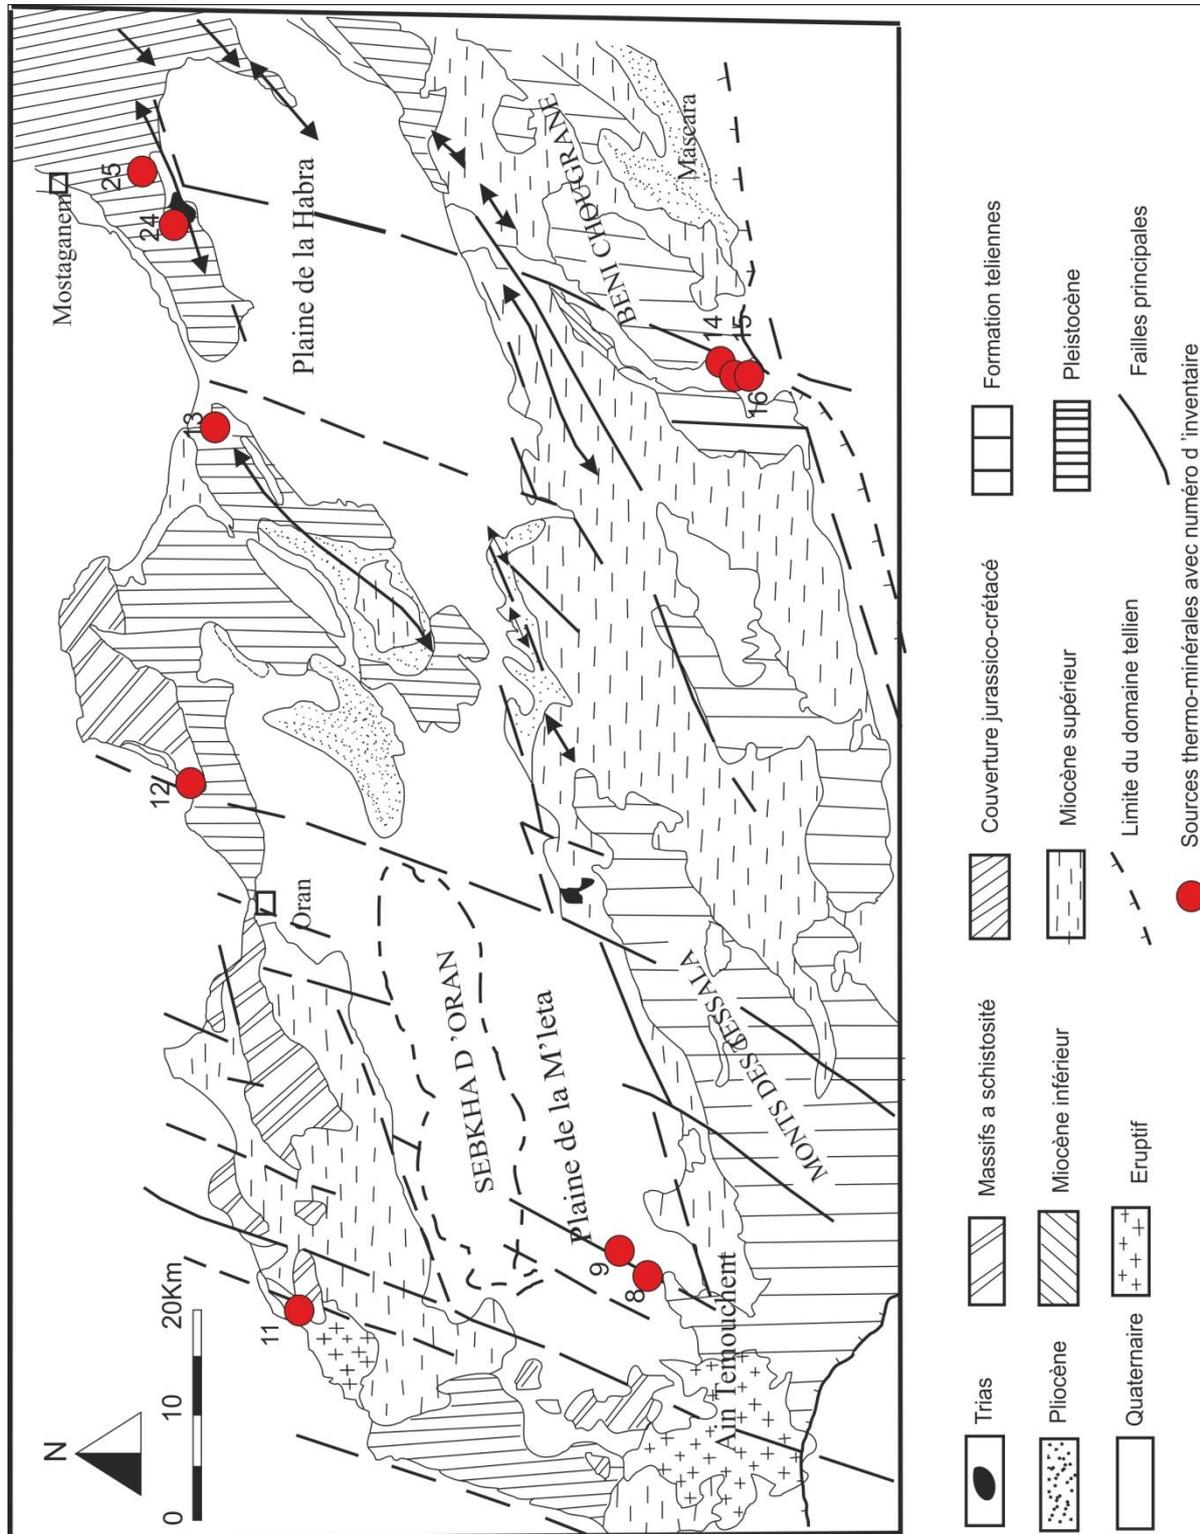 N
0 10 20Km
Mostaganem
25
24
13
12
Oran
11
Plaine de la Habra
SEBKHA D'ORAN
Plaine de la M'leta
9
8
Ain Temouchent
MONTS DES TESSALA
BENI CHOUGRANE
Mascara
14
15
16
Trias
Massifs a schistosité
Couverture jurassico-crétacé
Formation teliennes
Pliocène
Miocène inférieur
Miocène supérieur
Pleistocène
Quaternaire
Eruptif
Limite du domaine tellien
Failles principales
Sources thermo-minérales avec numéro d 'inventaire